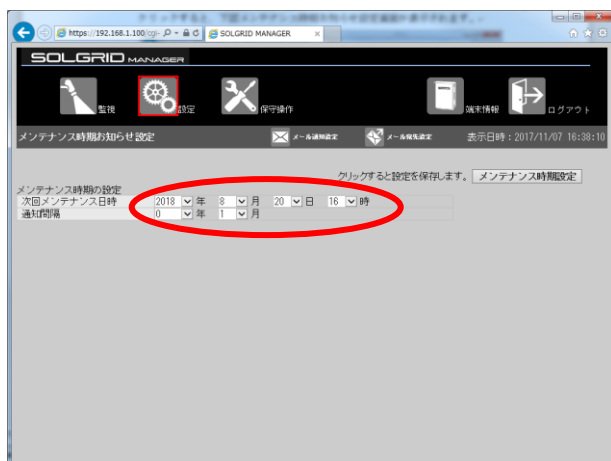 https://192.168.1.100/cgi-
SOLGRID MANAGER
SOLGRID MANAGER
監視
設定
保守操作
端末情報
ログアウト
メンテナンス時期お知らせ設定
メール通知設定
メール宛先設定
表示日時：2017/11/07 16:38:10
クリックすると設定を保存します。 メンテナンス時期設定
メンテナンス時期の設定
次回メンテナンス日時 2018 年 8 月 20 日 16 時
通知間隔 0 年 1 月